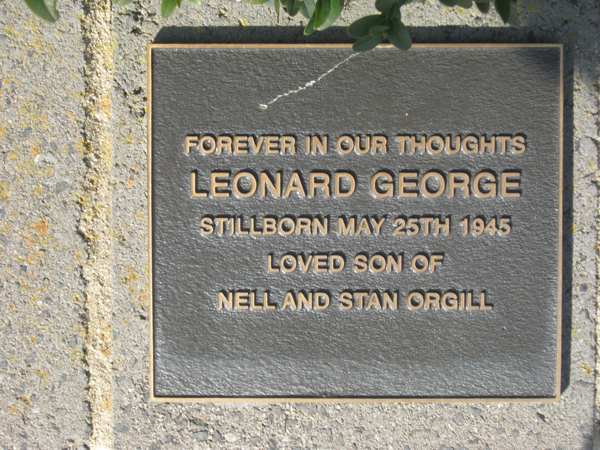 FOREVER IN OUR THOUGHTS
LEONARD GEORGE
STILLBORN MAY 25TH 1945
LOVED SON OF
NELL AND STAN ORGILL